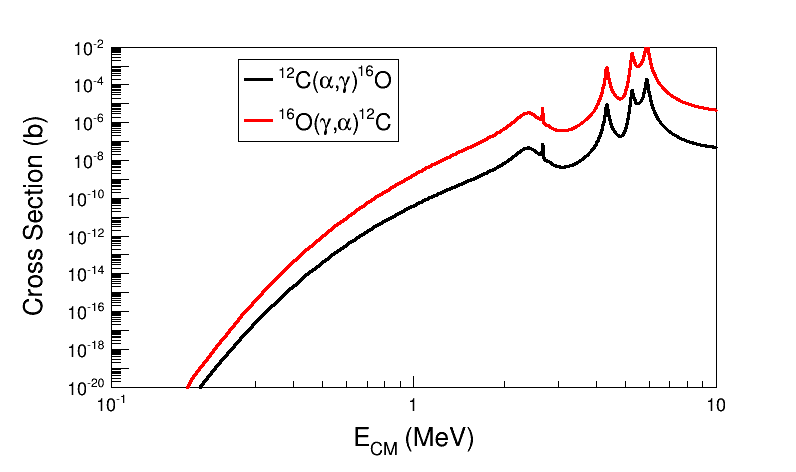 Cross Section (b)
10⁻²
10⁻⁴
10⁻⁶
10⁻⁸
10⁻¹⁰
10⁻¹²
10⁻¹⁴
10⁻¹⁶
10⁻¹⁸
10⁻²⁰
¹²C(α,γ)¹⁶O
¹⁶O(γ,α)¹²C
10⁻¹ 1 10
E_CM (MeV)